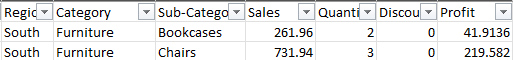 Regio Category Sub-Catego Sales Quanti Discou Profit
South Furniture Bookcases 261.96 2 0 41.9136
South Furniture Chairs 731.94 3 0 219.582